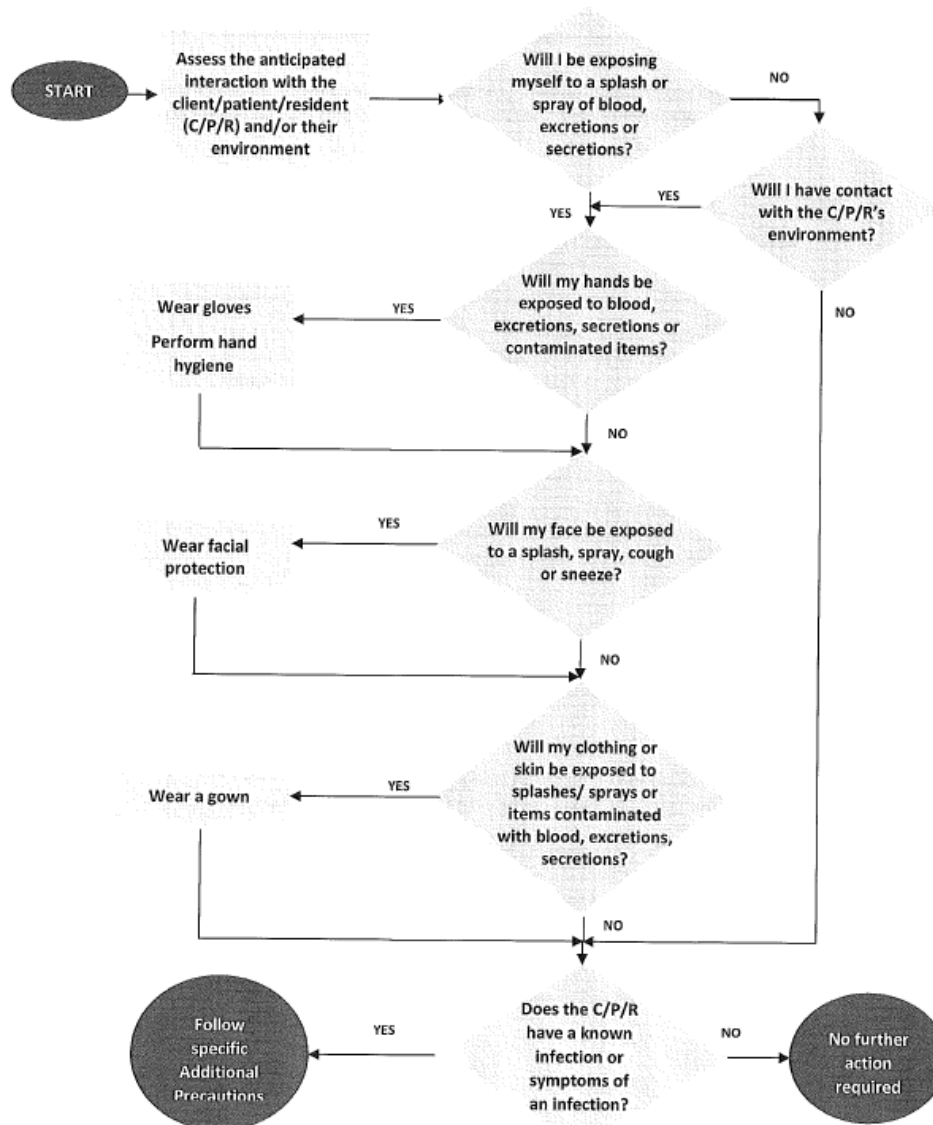 START
Assess the anticipated
interaction with the
client/patient/resident
(C/P/R) and/or their
environment
Will I be exposing
myself to a splash or
spray of blood,
excretions or
secretions?
NO
YES
YES
Will I have contact
with the C/P/R's
environment?
NO
Will my hands be
exposed to blood,
excretions, secretions or
contaminated items?
YES
Wear gloves
Perform hand
hygiene
NO
Will my face be exposed
to a splash, spray, cough
or sneeze?
YES
Wear facial
protection
NO
Will my clothing or
skin be exposed to
splashes/ sprays or
items contaminated
with blood, excretions,
secretions?
YES
Wear a gown
NO
Does the C/P/R
have a known
infection or
symptoms of
an infection?
YES
Follow
specific
Additional
Precautions
NO
No further
action
required